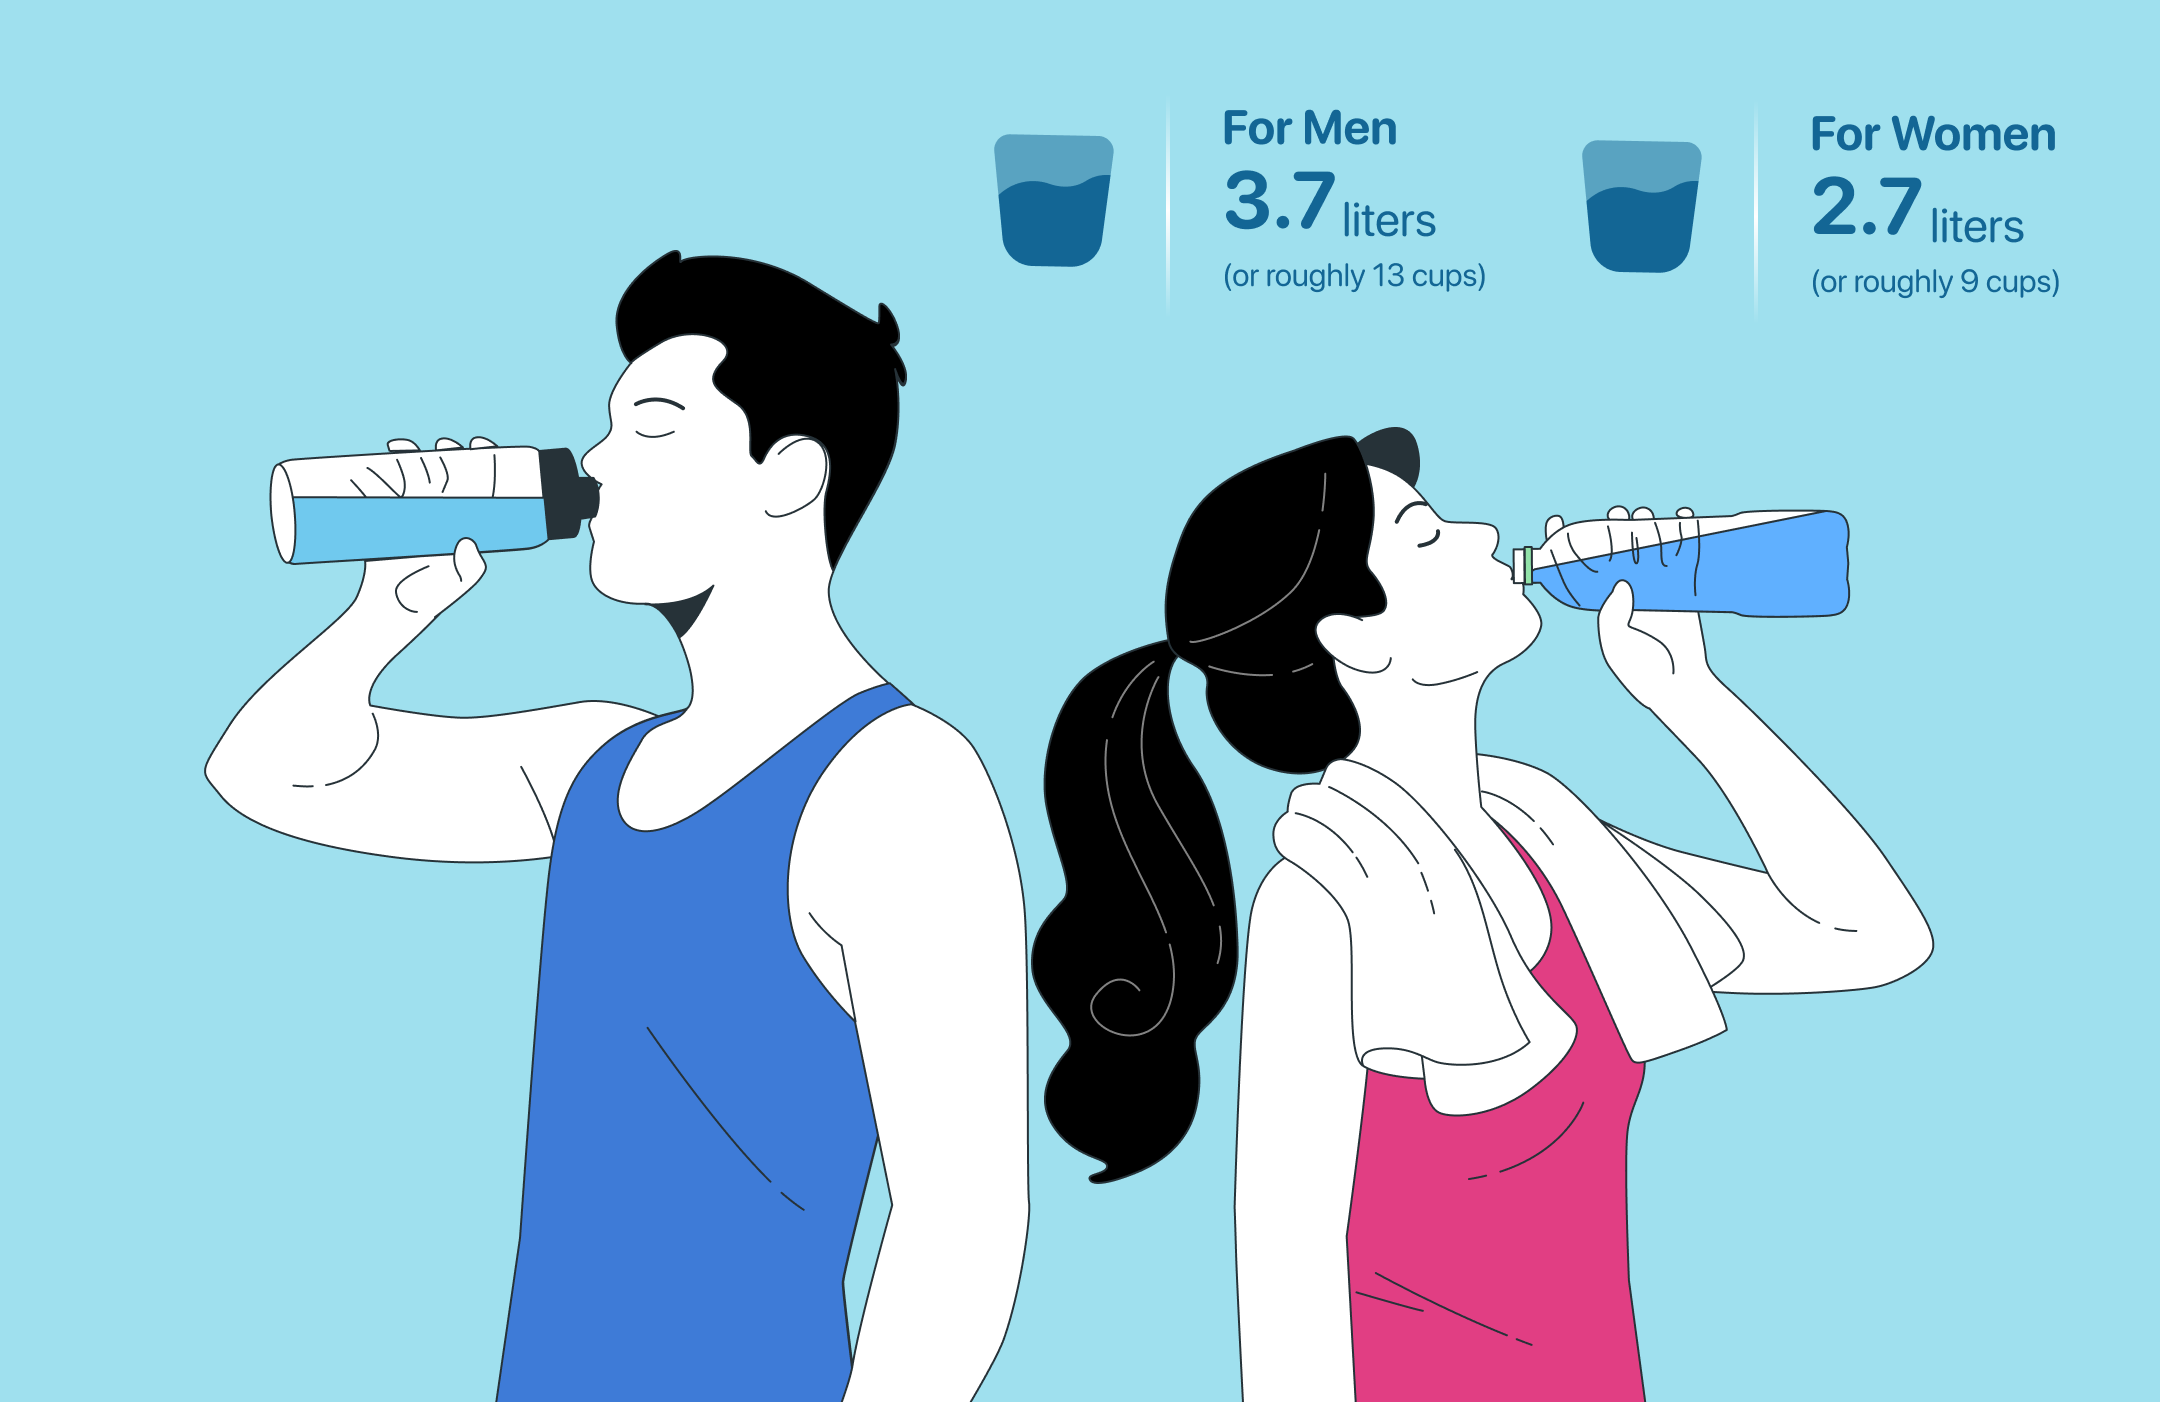 For Men
3.7 liters
(or roughly 13 cups)
For Women
2.7 liters
(or roughly 9 cups)